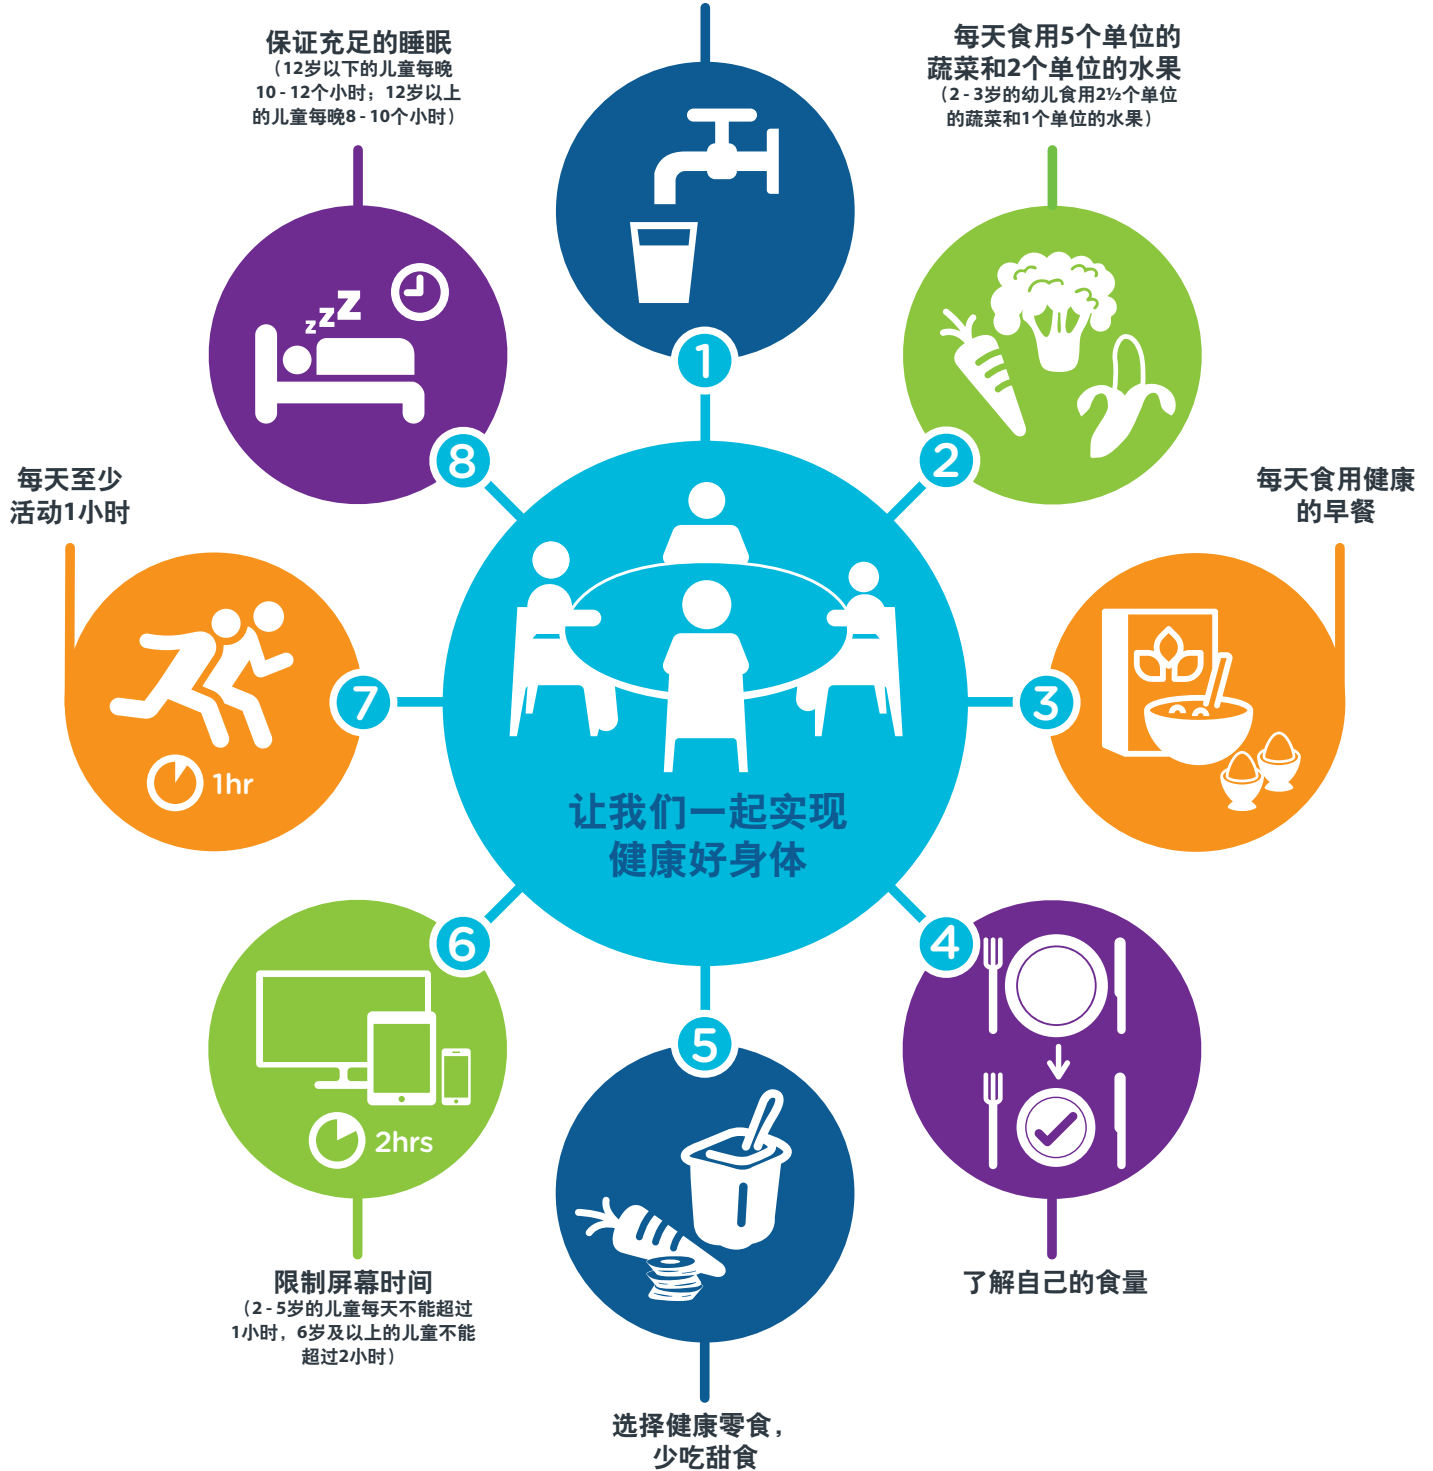 保证充足的睡眠
（12岁以下的儿童每晚
10 - 12个小时；12岁以上
的儿童每晚8 - 10个小时）
每天食用5个单位的
蔬菜和2个单位的水果
（2 - 3岁的幼儿食用2½个单位
的蔬菜和1个单位的水果）
zzz
1
8
2
每天至少
活动1小时
每天食用健康
的早餐
7
3
1hr
让我们一起实现
健康好身体
6
4
5
2hrs
限制屏幕时间
（2 - 5岁的儿童每天不能超过
1小时，6岁及以上的儿童不能
超过2小时）
了解自己的食量
选择健康零食，
少吃甜食